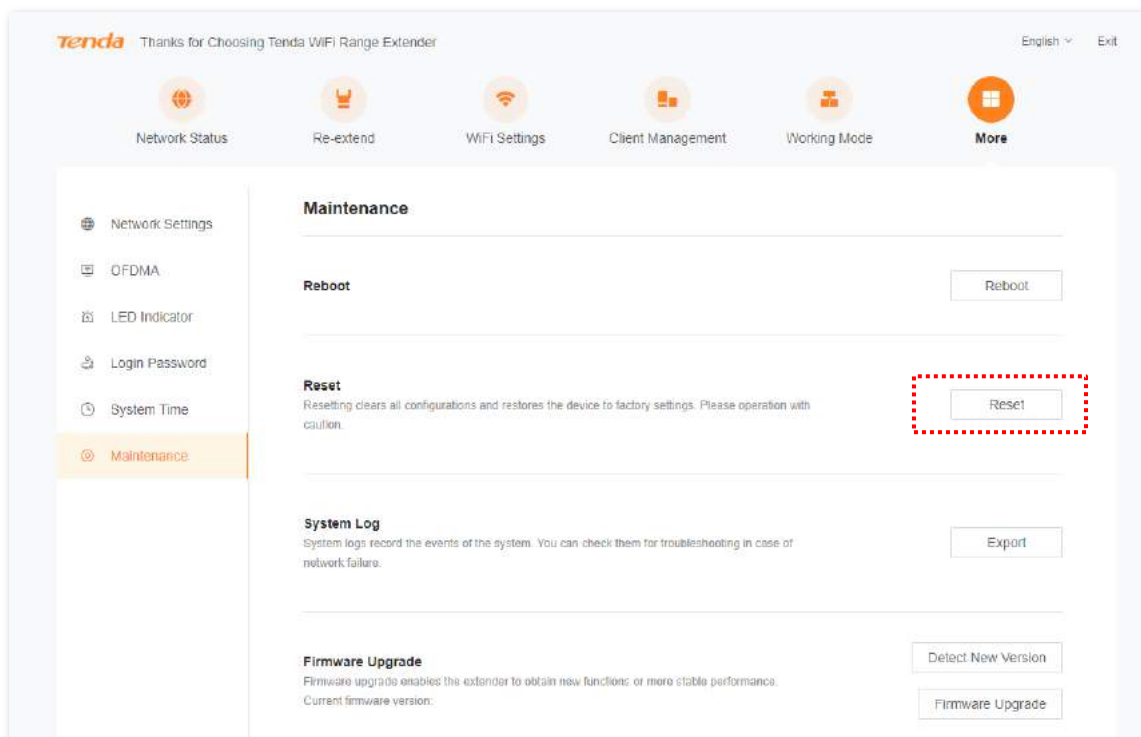 Tenda Thanks for Choosing Tenda WiFi Range Extender English Exit
Network Status Re-extend WiFi Settings Client Management Working Mode More
Maintenance
Network Settings
OFDMA
Reboot Reboot
LED Indicator
Login Password
Reset
Resetting clears all configurations and restores the device to factory settings. Please operation with
caution.
Reset
System Time
Maintenance
System Log
System logs record the events of the system. You can check them for troubleshooting in case of
network failure.
Export
Firmware Upgrade
Firmware upgrade enables the extender to obtain new functions or more stable performance.
Current firmware version:
Detect New Version
Firmware Upgrade